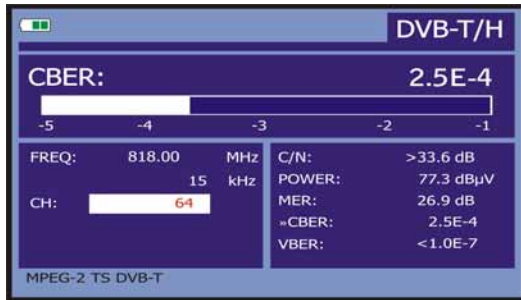 DVB-T/H
CBER: 2.5E-4
-5 -4 -3 -2 -1
FREQ: 818.00 MHz
15 kHz
CH: 64
C/N: >33.6 dB
POWER: 77.3 dBµV
MER: 26.9 dB
»CBER: 2.5E-4
VBER: <1.0E-7
MPEG-2 TS DVB-T